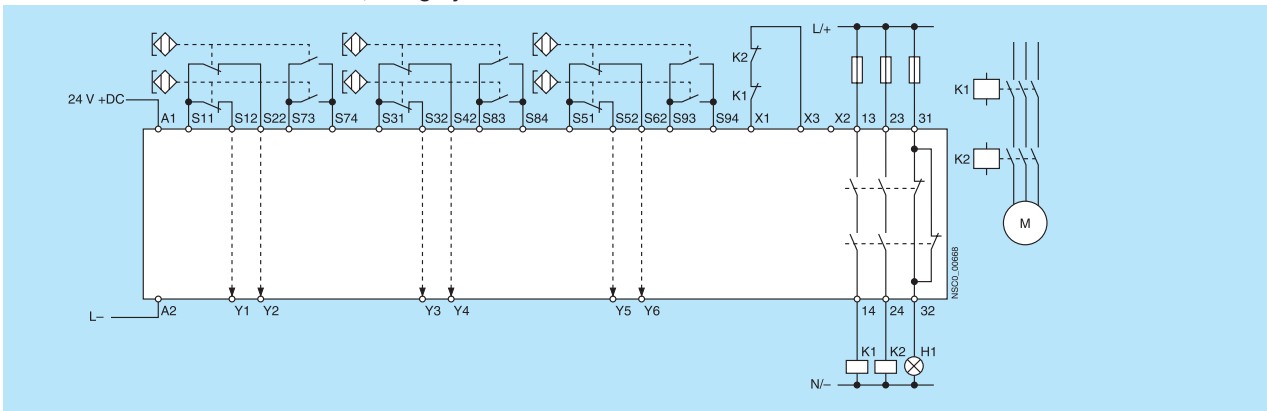 L/+
K2
K1
24 V +DC
A1 S11 S12 S22 S73 S74 S31 S32 S42 S83 S84 S51 S52 S62 S93 S94 X1 X3 X2 13 23 31
K1
K2
M
NSC0_00668
A2 Y1 Y2 Y3 Y4 Y5 Y6 14 24 32
L–
K1 K2 H1
N/–